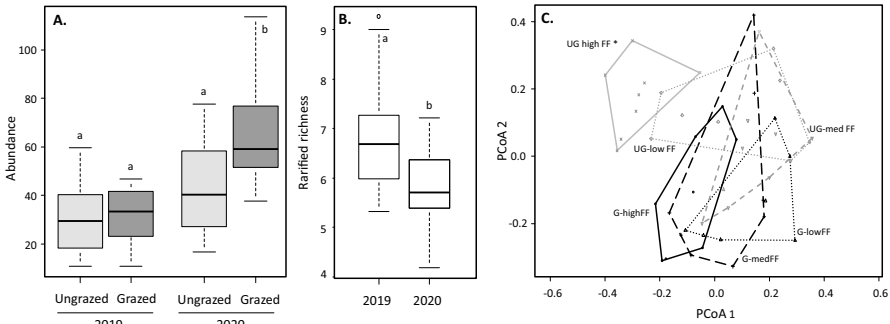 A.
Abundance
100
80
60
40
20
a
a
a
b
Ungrazed Grazed Ungrazed Grazed
2019 2020
B.
Rarified richness
9
8
7
6
5
4
a
b
2019 2020
C.
PCoA 2
0.4
0.2
0.0
-0.2
UG high FF *
UG-med FF
UG-low FF
G-highFF
G-lowFF
G-medFF
-0.6 -0.4 -0.2 0.0 0.2 0.4 0.6
PCoA 1